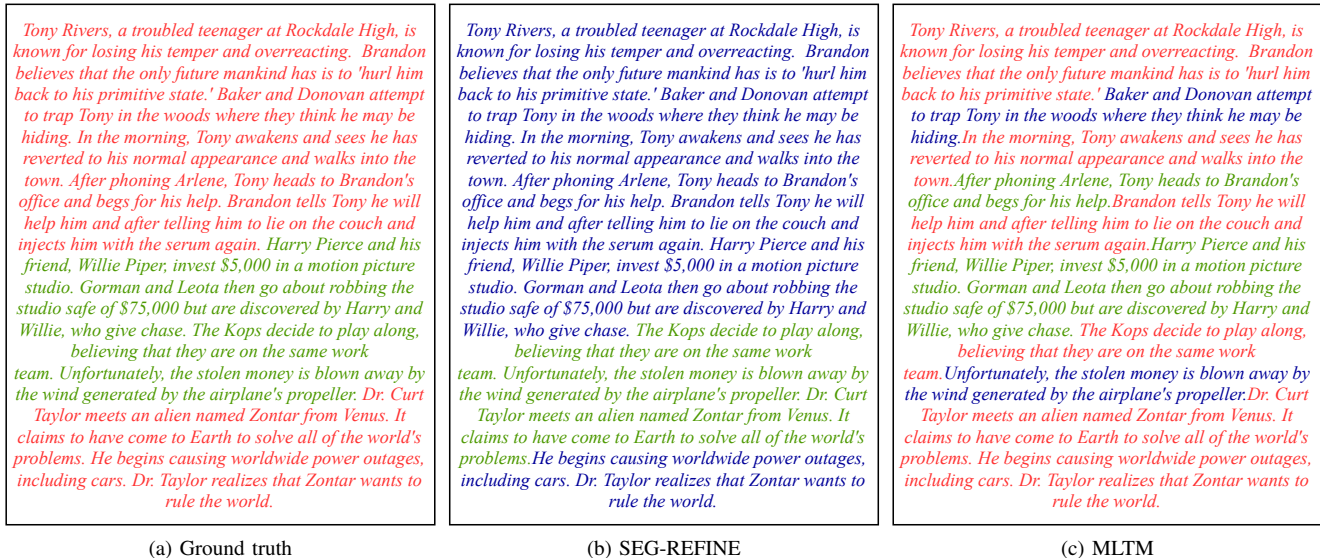 Tony Rivers, a troubled teenager at Rockdale High, is
known for losing his temper and overreacting. Brandon
believes that the only future mankind has is to 'hurl him
back to his primitive state.' Baker and Donovan attempt
to trap Tony in the woods where they think he may be
hiding. In the morning, Tony awakens and sees he has
reverted to his normal appearance and walks into the
town. After phoning Arlene, Tony heads to Brandon's
office and begs for his help. Brandon tells Tony he will
help him and after telling him to lie on the couch and
injects him with the serum again. Harry Pierce and his
friend, Willie Piper, invest $5,000 in a motion picture
studio. Gorman and Leota then go about robbing the
studio safe of $75,000 but are discovered by Harry and
Willie, who give chase. The Kops decide to play along,
believing that they are on the same work
team. Unfortunately, the stolen money is blown away by
the wind generated by the airplane's propeller. Dr. Curt
Taylor meets an alien named Zontar from Venus. It
claims to have come to Earth to solve all of the world's
problems. He begins causing worldwide power outages,
including cars. Dr. Taylor realizes that Zontar wants to
rule the world.
(a) Ground truth
Tony Rivers, a troubled teenager at Rockdale High, is
known for losing his temper and overreacting. Brandon
believes that the only future mankind has is to 'hurl him
back to his primitive state.' Baker and Donovan attempt
to trap Tony in the woods where they think he may be
hiding. In the morning, Tony awakens and sees he has
reverted to his normal appearance and walks into the
town. After phoning Arlene, Tony heads to Brandon's
office and begs for his help. Brandon tells Tony he will
help him and after telling him to lie on the couch and
injects him with the serum again. Harry Pierce and his
friend, Willie Piper, invest $5,000 in a motion picture
studio. Gorman and Leota then go about robbing the
studio safe of $75,000 but are discovered by Harry and
Willie, who give chase. The Kops decide to play along,
believing that they are on the same work
team. Unfortunately, the stolen money is blown away by
the wind generated by the airplane's propeller. Dr. Curt
Taylor meets an alien named Zontar from Venus. It
claims to have come to Earth to solve all of the world's
problems.He begins causing worldwide power outages,
including cars. Dr. Taylor realizes that Zontar wants to
rule the world.
(b) SEG-REFINE
Tony Rivers, a troubled teenager at Rockdale High, is
known for losing his temper and overreacting. Brandon
believes that the only future mankind has is to 'hurl him
back to his primitive state.' Baker and Donovan attempt
to trap Tony in the woods where they think he may be
hiding.In the morning, Tony awakens and sees he has
reverted to his normal appearance and walks into the
town.After phoning Arlene, Tony heads to Brandon's
office and begs for his help.Brandon tells Tony he will
help him and after telling him to lie on the couch and
injects him with the serum again.Harry Pierce and his
friend, Willie Piper, invest $5,000 in a motion picture
studio. Gorman and Leota then go about robbing the
studio safe of $75,000 but are discovered by Harry and
Willie, who give chase. The Kops decide to play along,
believing that they are on the same work
team.Unfortunately, the stolen money is blown away by
the wind generated by the airplane's propeller.Dr. Curt
Taylor meets an alien named Zontar from Venus. It
claims to have come to Earth to solve all of the world's
problems. He begins causing worldwide power outages,
including cars. Dr. Taylor realizes that Zontar wants to
rule the world.
(c) MLTM